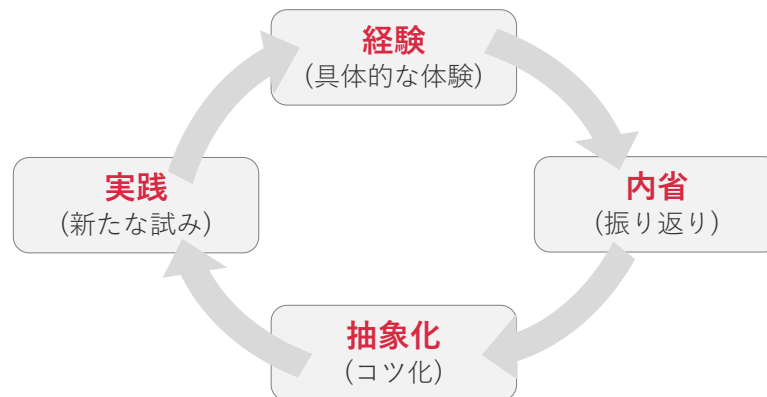 経験
(具体的な体験)
実践
(新たな試み)
内省
(振り返り)
抽象化
(コツ化)